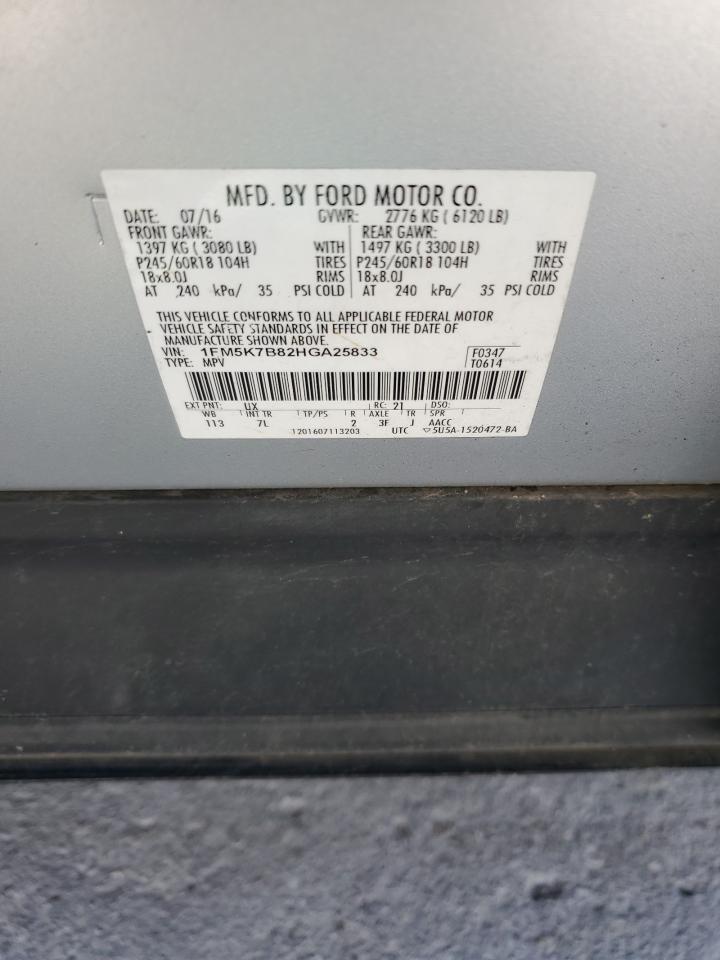 MFD. BY FORD MOTOR CO.
DATE: 07/16 GVWR: 2776 KG ( 6120 LB)
FRONT GAWR: REAR GAWR:
1397 KG ( 3080 LB) WITH 1497 KG ( 3300 LB) WITH
P245/60R18 104H TIRES P245/60R18 104H TIRES
18x8.0J RIMS 18x8.0J RIMS
AT 240 kPa/ 35 PSI COLD AT 240 kPa/ 35 PSI COLD
THIS VEHICLE CONFORMS TO ALL APPLICABLE FEDERAL MOTOR
VEHICLE SAFETY STANDARDS IN EFFECT ON THE DATE OF
MANUFACTURE SHOWN ABOVE.
VIN: 1FM5K7B82HGA25833 F0347
TYPE: MPV T0614
EXT PNT: UX RC: 21 DSO:
WB INT TR TP/PS R AXLE TR SPR
113 7L 2 3F J AACC
1201607113203 UTC ▽5U5A-1520472-BA